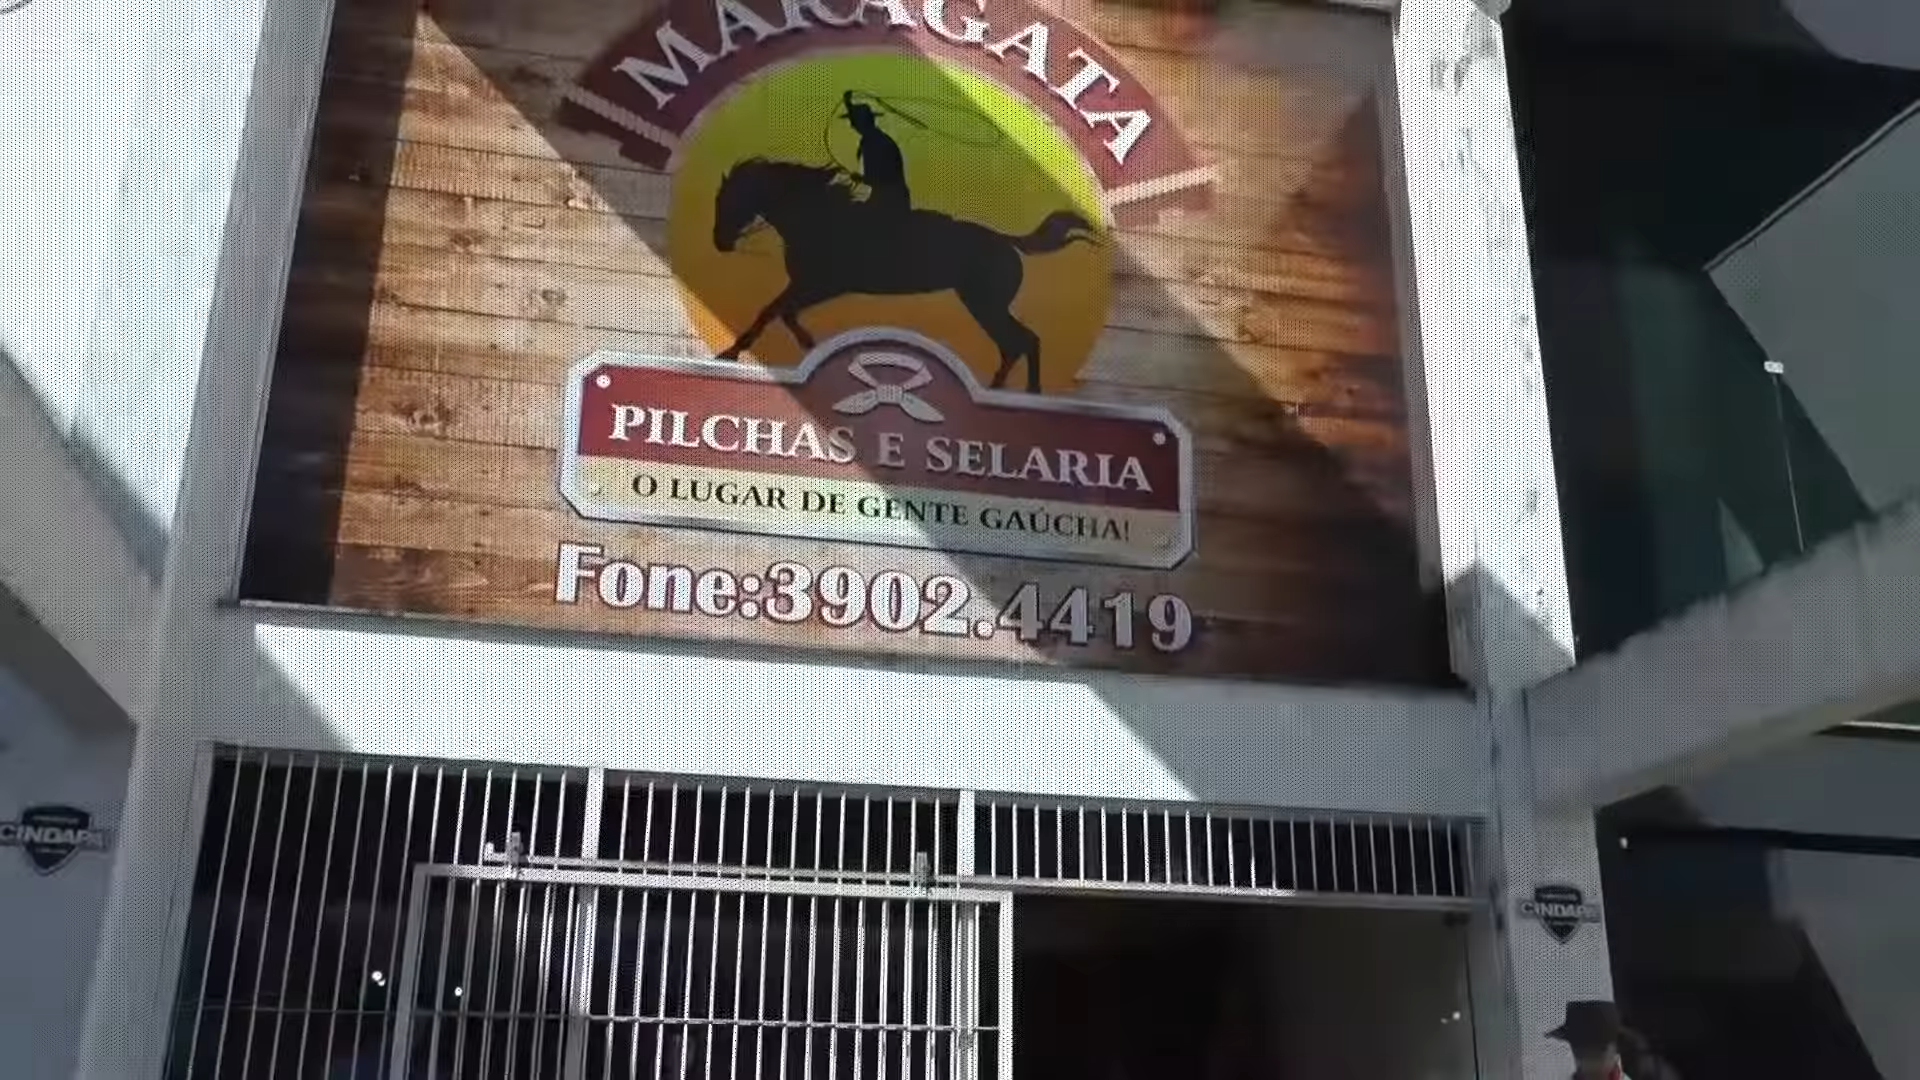 MARAGATA
PILCHAS E SELARIA
O LUGAR DE GENTE GAÚCHA!
Fone:3902.4419
CINDAPA
CINDAPA